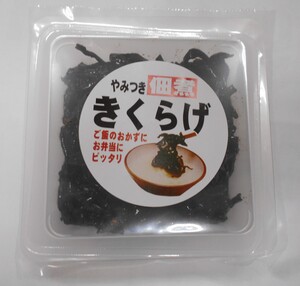 やみつき 佃煮
きくらげ
ご飯のおかずに
お弁当に
ピッタリ